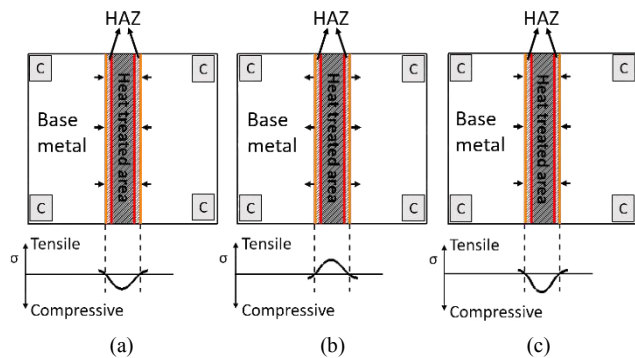 HAZ HAZ HAZ
C C C C C C
Base metal Heat treated area Base metal Heat treated area Base metal Heat treated area
C C C C C C
Tensile Tensile Tensile
σ σ σ
Compressive Compressive Compressive
(a) (b) (c)